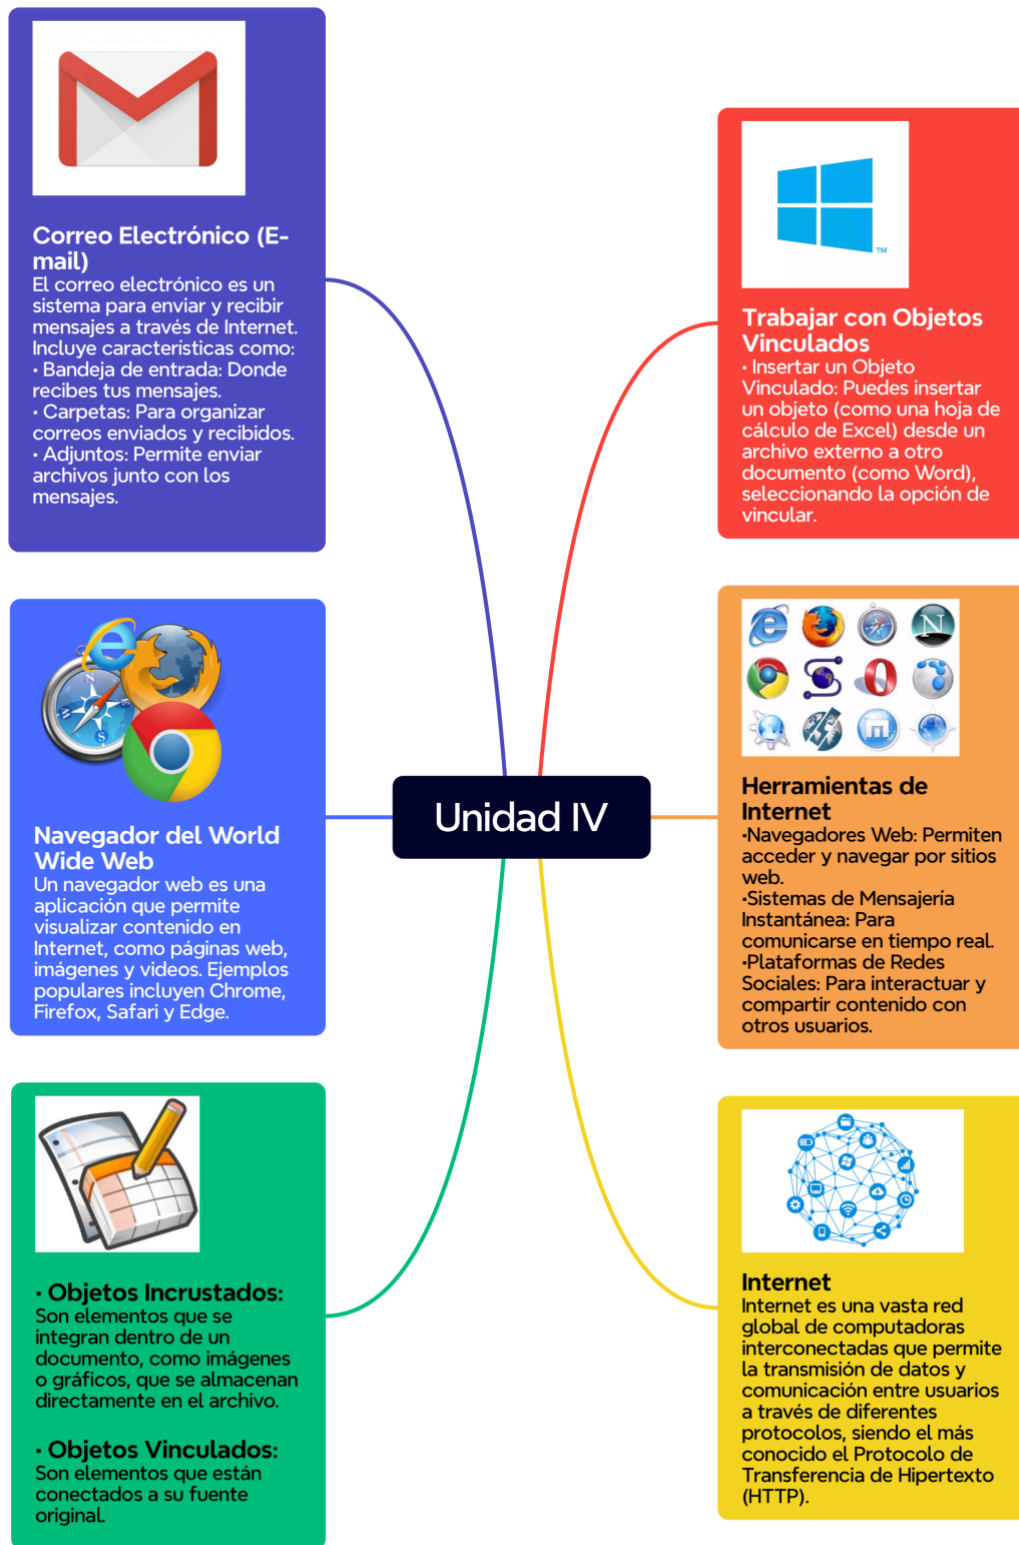 Correo Electrónico (E-
mail)
El correo electrónico es un
sistema para enviar y recibir
mensajes a través de Internet.
Incluye características como:
• Bandeja de entrada: Donde
recibes tus mensajes.
• Carpetas: Para organizar
correos enviados y recibidos.
• Adjuntos: Permite enviar
archivos junto con los
mensajes.
Navegador del World
Wide Web
Un navegador web es una
aplicación que permite
visualizar contenido en
Internet, como páginas web,
imágenes y videos. Ejemplos
populares incluyen Chrome,
Firefox, Safari y Edge.
• Objetos Incrustados:
Son elementos que se
integran dentro de un
documento, como imágenes
o gráficos, que se almacenan
directamente en el archivo.
• Objetos Vinculados:
Son elementos que están
conectados a su fuente
original.
Unidad IV
TM
Trabajar con Objetos
Vinculados
• Insertar un Objeto
Vinculado: Puedes insertar
un objeto (como una hoja de
cálculo de Excel) desde un
archivo externo a otro
documento (como Word),
seleccionando la opción de
vincular.
Herramientas de
Internet
•Navegadores Web: Permiten
acceder y navegar por sitios
web.
•Sistemas de Mensajería
Instantánea: Para
comunicarse en tiempo real.
•Plataformas de Redes
Sociales: Para interactuar y
compartir contenido con
otros usuarios.
Internet
Internet es una vasta red
global de computadoras
interconectadas que permite
la transmisión de datos y
comunicación entre usuarios
a través de diferentes
protocolos, siendo el más
conocido el Protocolo de
Transferencia de Hipertexto
(HTTP).